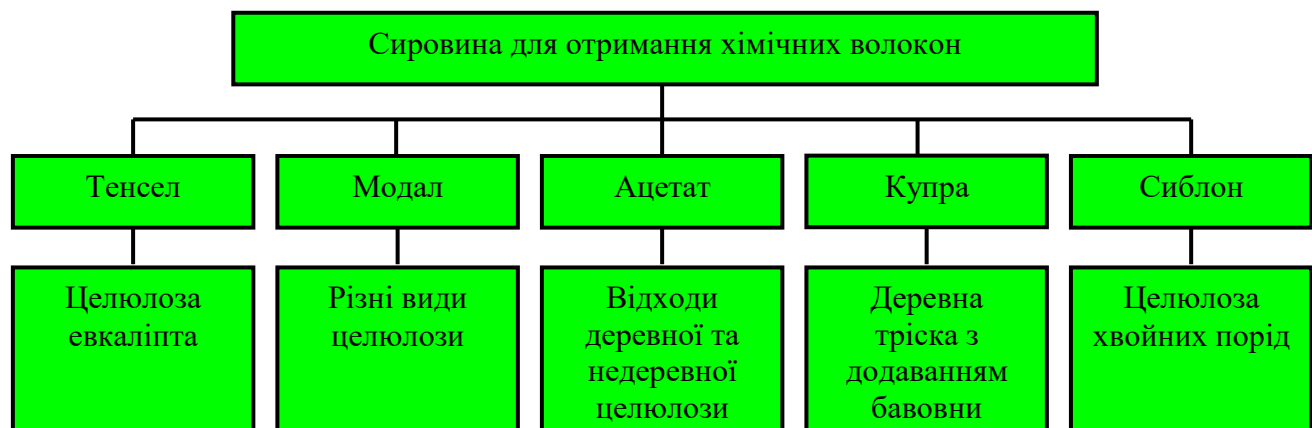 Сировина для отримання хімічних волокон
Тенсел
Модал
Ацетат
Купра
Сиблон
Целюлоза
евкаліпта
Різні види
целюлози
Відходи
деревної та
недеревної
целюлози
Деревна
тріска з
додаванням
бавовни
Целюлоза
хвойних порід